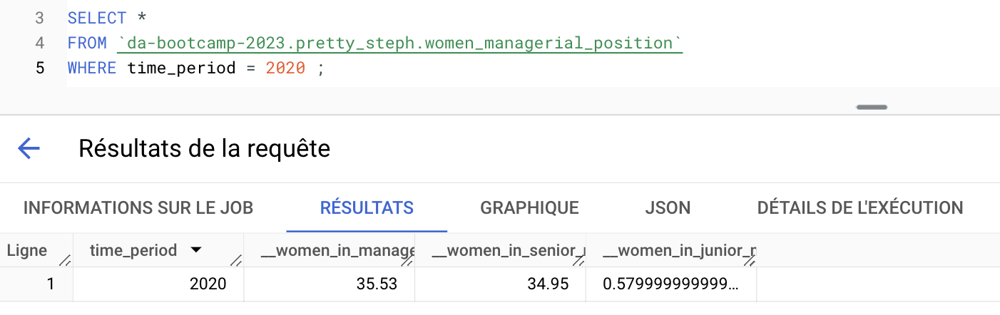 3 SELECT *
4 FROM `da-bootcamp-2023.pretty_steph.women_managerial_position`
5 WHERE time_period = 2020 ;
Résultats de la requête
INFORMATIONS SUR LE JOB RÉSULTATS GRAPHIQUE JSON DÉTAILS DE L'EXÉCUTION
Ligne time_period __women_in_manage __women_in_senior_ __women_in_junior_
1 2020 35.53 34.95 0.579999999999...